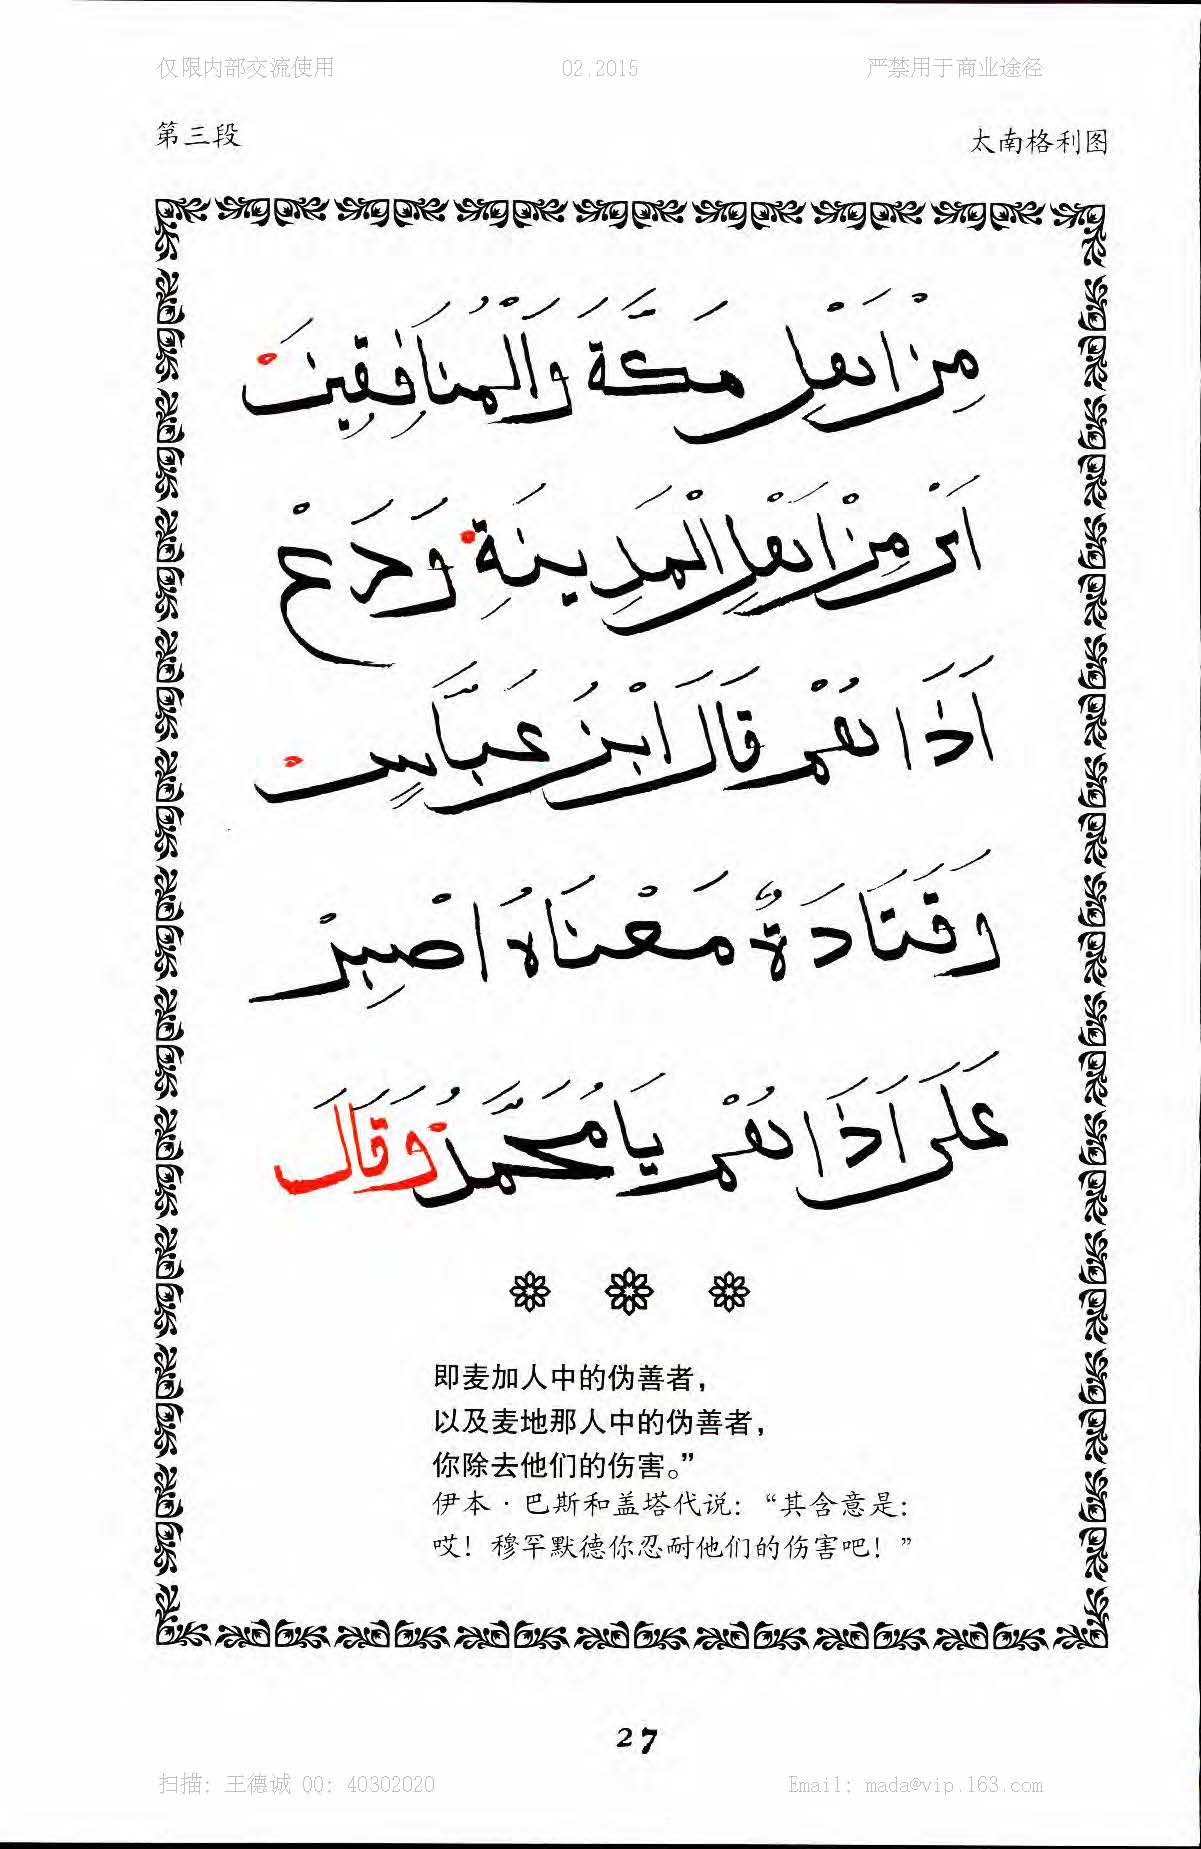 仅限内部交流使用 02.2015 严禁用于商业途径
第三段 太南格利图
مِنْ اَهْلِ مَكَّةَ وَالْمُنَافِقِينَ
اَىْ مِنْ اَهْلِ الْمَدِينَةِ وَدَعْ
اَذَاهُمْ قَالَ ابْنُ عَبَّاسٍ
وَقَتَادَةُ مَعْنَاهُ اصْبِرْ
عَلَى اَذَاهُمْ يَا مُحَمَّدُ وَقَالَ
即麦加人中的伪善者，
以及麦地那人中的伪善者，
你除去他们的伤害。”
伊本·巴斯和盖塔代说：“其含意是：
哎！穆罕默德你忍耐他们的伤害吧！”
27
扫描：王德诚 QQ：40302020 Email：mada@vip.163.com